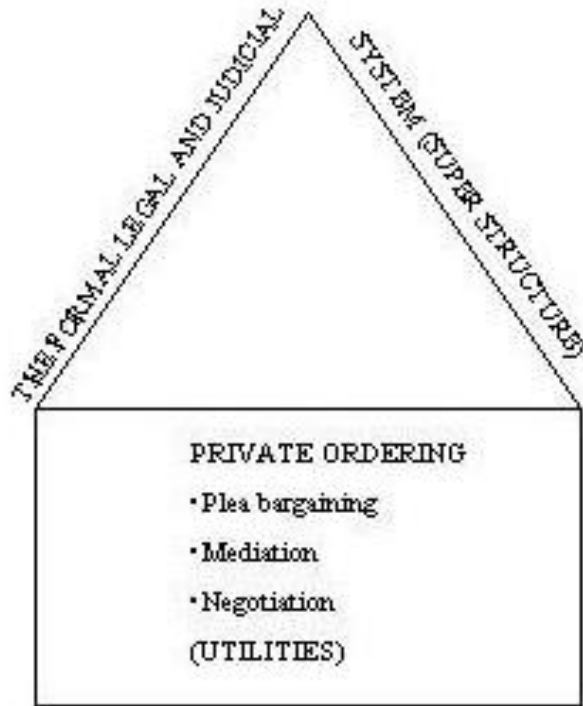 THE FORMAL LEGAL AND JUDICIAL
SYSTEM (SUPER STRUCTURE)
PRIVATE ORDERING
• Plea bargaining
• Mediation
• Negotiation
(UTILITIES)